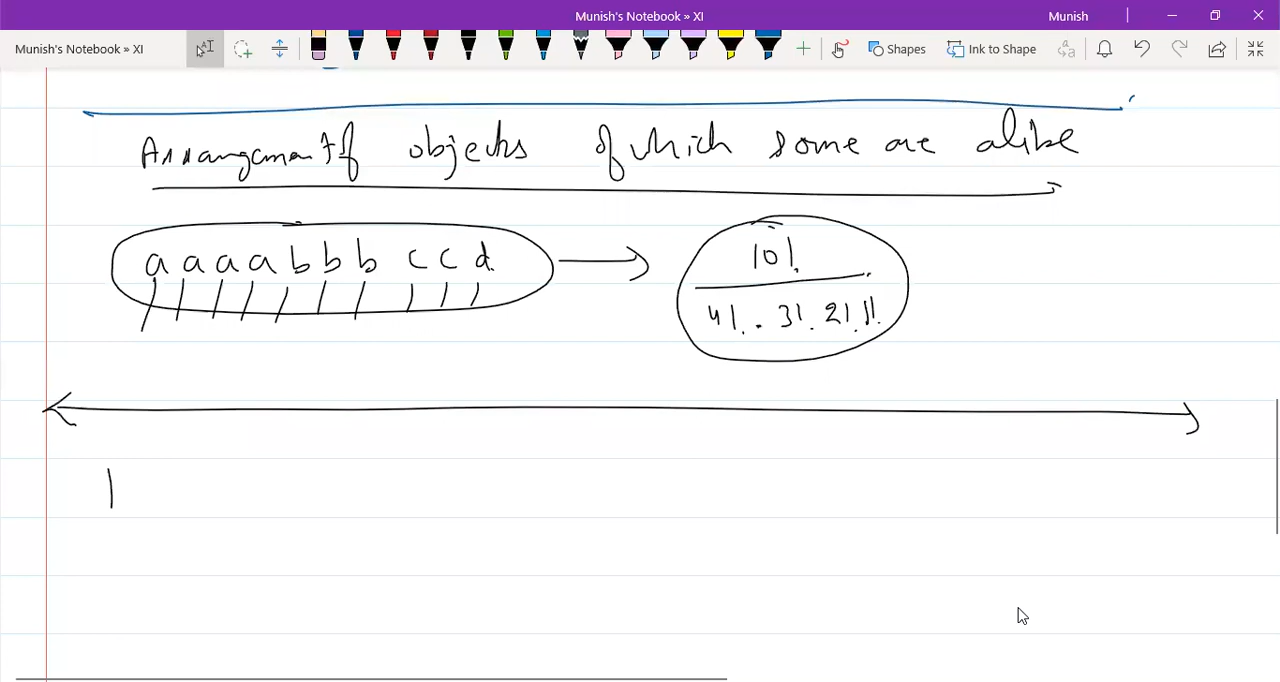 Munish's Notebook » XI
Munish
Munish's Notebook » XI
Shapes
Ink to Shape
Arrangement of objects of which some are alike
a a a a b b b c c d
10!
4! . 3! . 2! . 1!